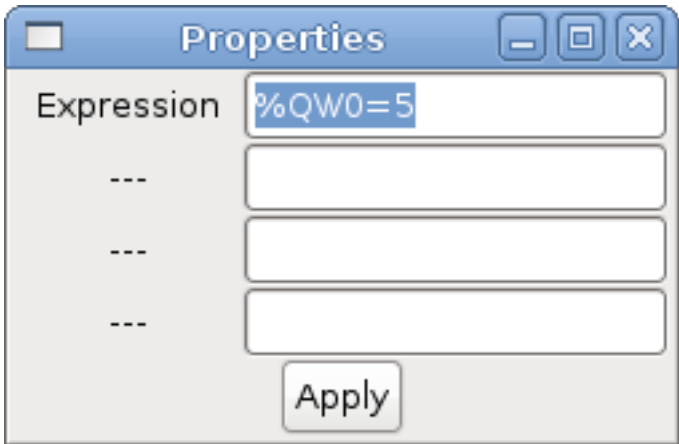 Properties
Expression %QW0=5
---
---
---
Apply